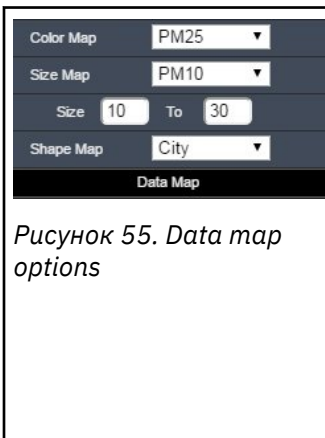 Color Map PM25
Size Map PM10
Size 10 To 30
Shape Map City
Data Map
Рисунок 55. Data map
options